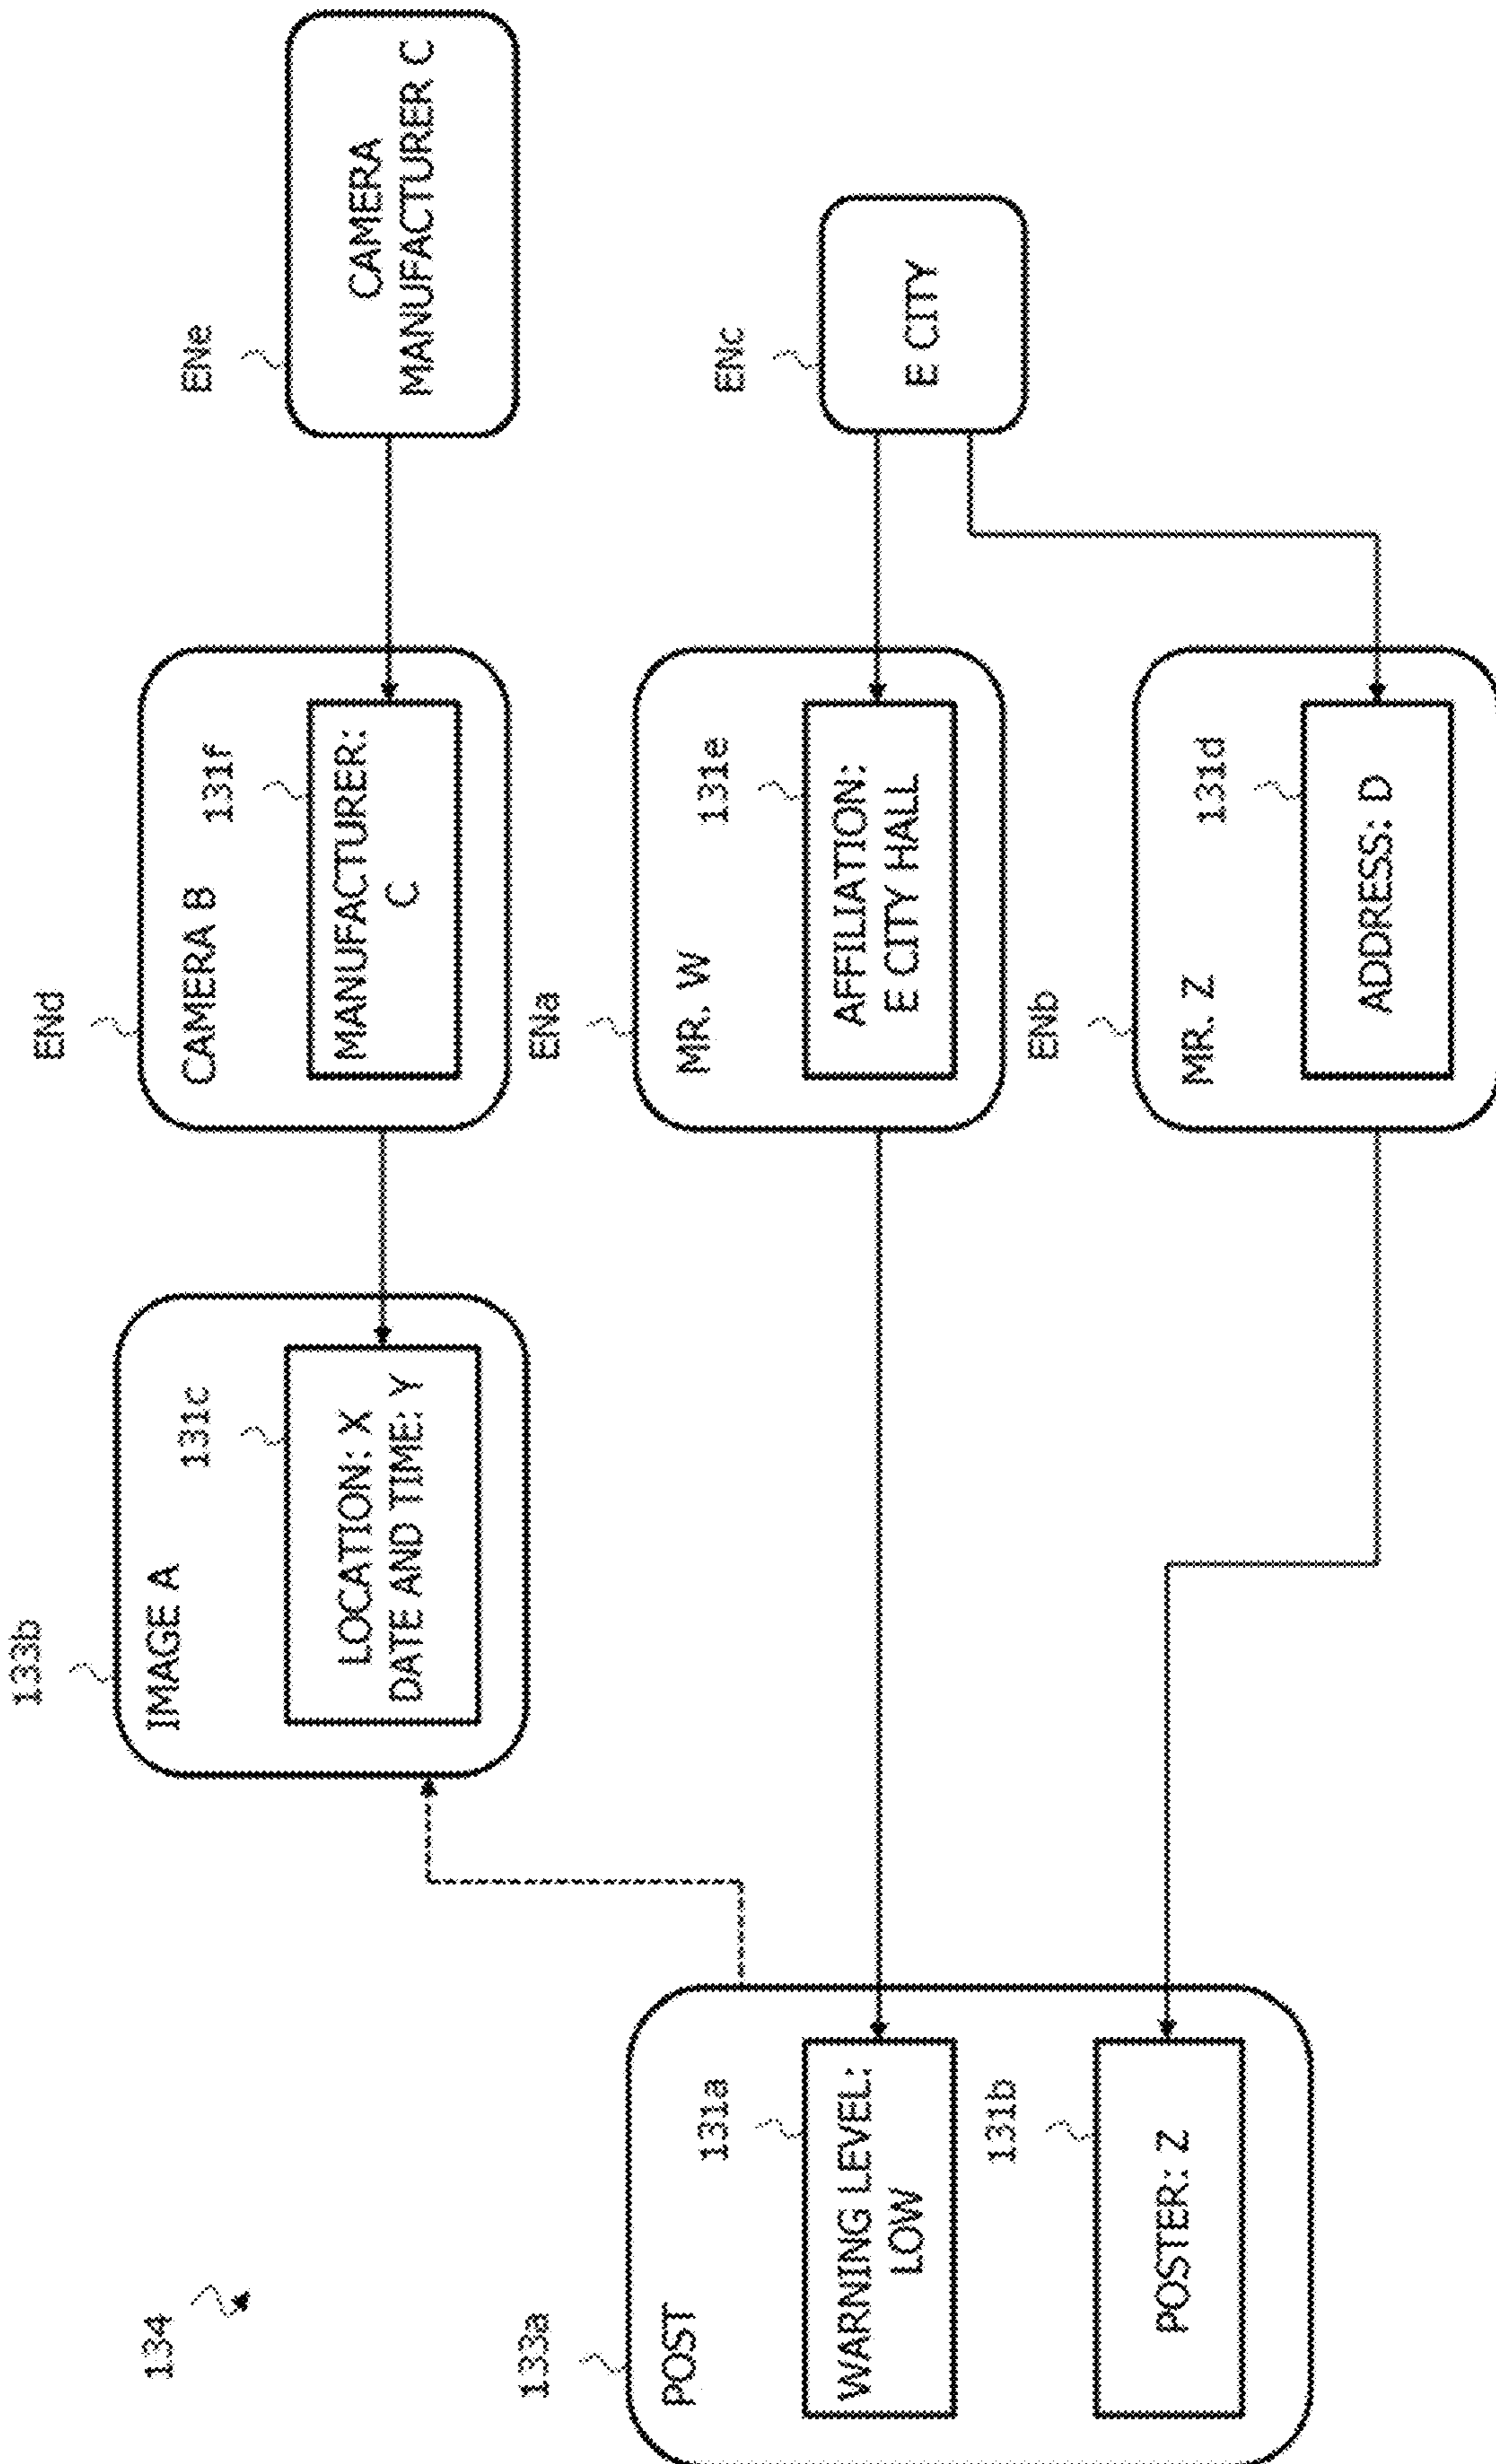 134
133a
POST
131a
WARNING LEVEL:
LOW
131b
POSTER: Z
133b
IMAGE A
131c
LOCATION: X
DATE AND TIME: Y
ENd
CAMERA B
131f
MANUFACTURER:
C
ENa
MR. W
131e
AFFILIATION:
E CITY HALL
ENb
MR. Z
131d
ADDRESS: D
ENe
CAMERA
MANUFACTURER C
ENc
E CITY